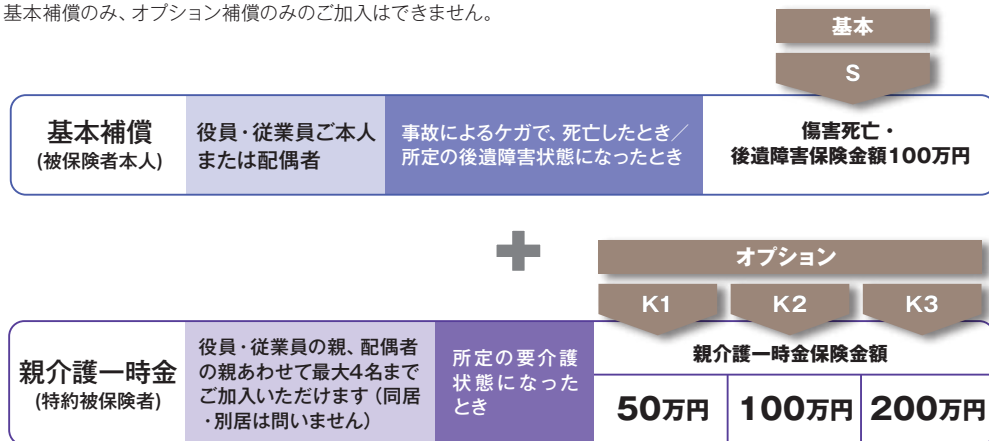 基本補償のみ、オプション補償のみのご加入はできません。
基本
S
基本補償
(被保険者本人)
役員・従業員ご本人
または配偶者
事故によるケガで、死亡したとき／
所定の後遺障害状態になったとき
傷害死亡・
後遺障害保険金額100万円
+
オプション
K1
K2
K3
親介護一時金
(特約被保険者)
役員・従業員の親、配偶者
の親あわせて最大4名まで
ご加入いただけます（同居
・別居は問いません）
所定の要介護
状態になった
とき
親介護一時金保険金額
50万円
100万円
200万円